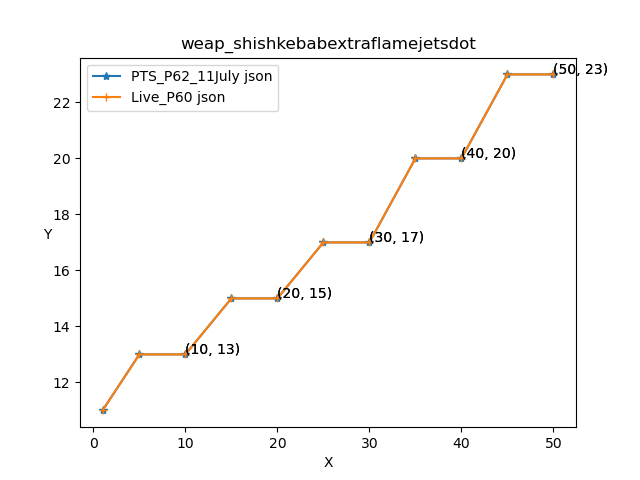 weap_shishkebabextraflamejetsdot
PTS_P62_11July json
Live_P60 json
(50, 23)
(40, 20)
(30, 17)
(20, 15)
(10, 13)
Y
22
20
18
16
14
12
0 10 20 30 40 50
X